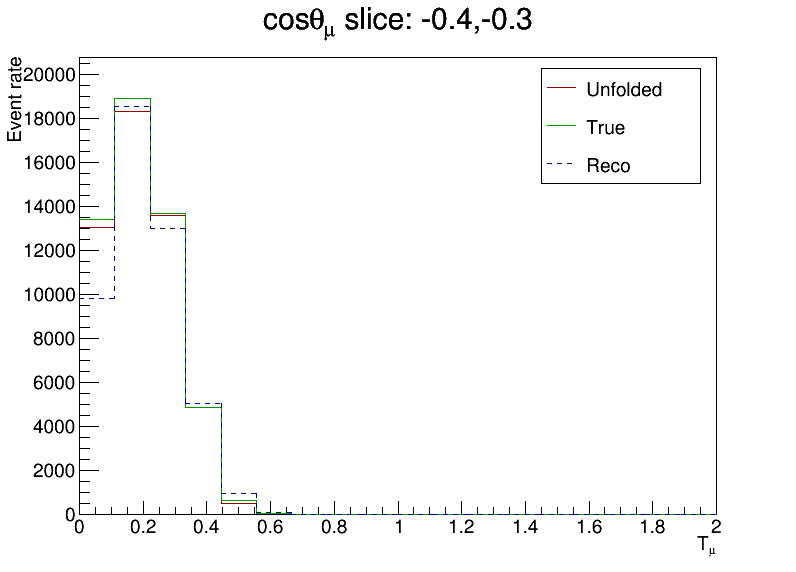 cosθμ slice: -0.4,-0.3
Event rate
20000
18000
16000
14000
12000
10000
8000
6000
4000
2000
0
Unfolded
True
Reco
0 0.2 0.4 0.6 0.8 1 1.2 1.4 1.6 1.8 2
Tμ